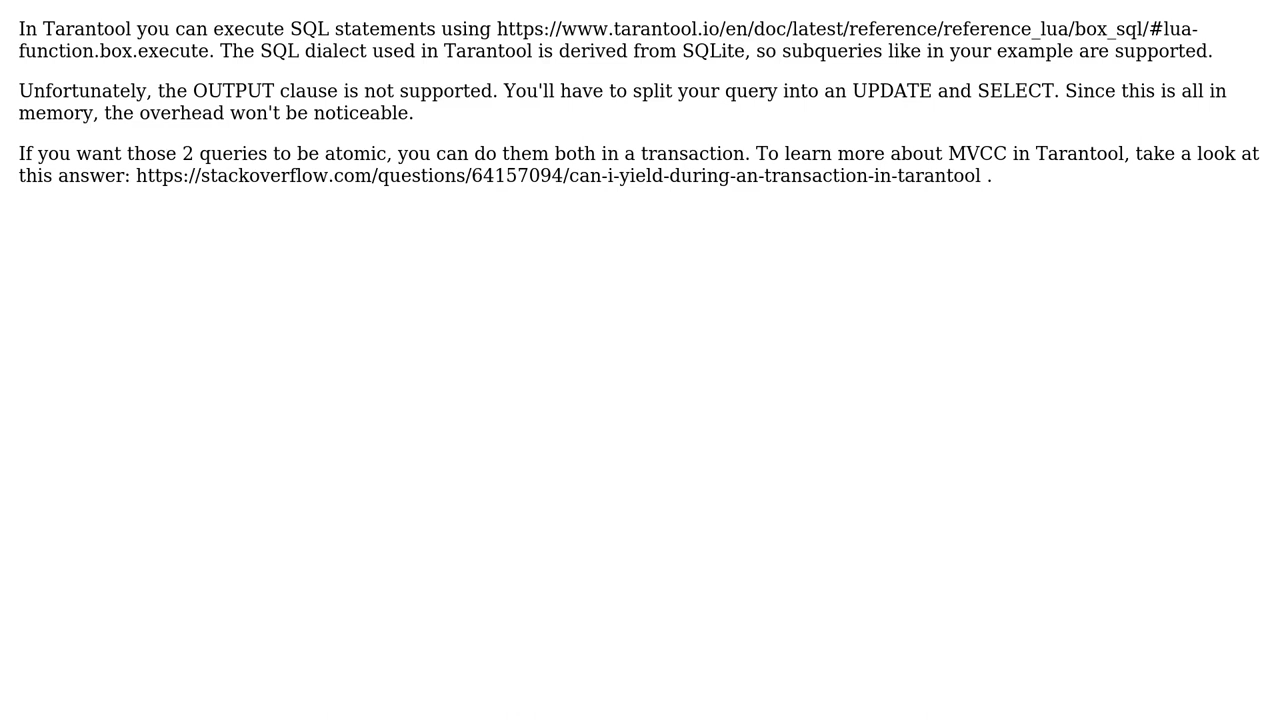 In Tarantool you can execute SQL statements using https://www.tarantool.io/en/doc/latest/reference/reference_lua/box_sql/#lua-
function.box.execute. The SQL dialect used in Tarantool is derived from SQLite, so subqueries like in your example are supported.
Unfortunately, the OUTPUT clause is not supported. You'll have to split your query into an UPDATE and SELECT. Since this is all in
memory, the overhead won't be noticeable.
If you want those 2 queries to be atomic, you can do them both in a transaction. To learn more about MVCC in Tarantool, take a look at
this answer: https://stackoverflow.com/questions/64157094/can-i-yield-during-an-transaction-in-tarantool .